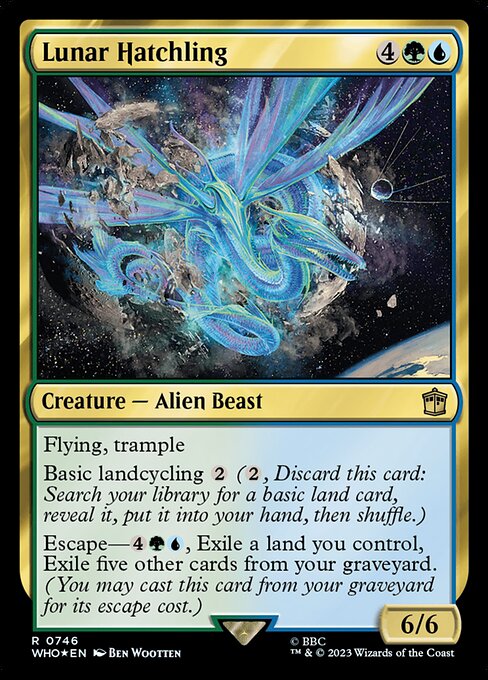 Lunar Hatchling 4
Creature — Alien Beast
Flying, trample
Basic landcycling 2 (2, Discard this card:
Search your library for a basic land card,
reveal it, put it into your hand, then shuffle.)
Escape—4, Exile a land you control,
Exile five other cards from your graveyard.
(You may cast this card from your graveyard
for its escape cost.)
6/6
R 0746
WHO★EN Ben Wootten
© BBC
™ & © 2023 Wizards of the Coast